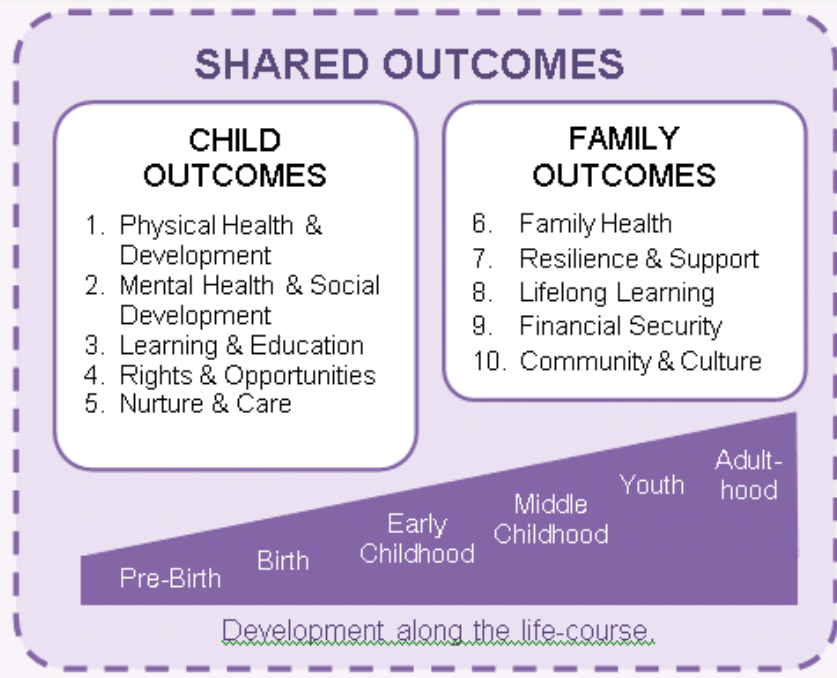 SHARED OUTCOMES
CHILD
OUTCOMES
1. Physical Health &
Development
2. Mental Health & Social
Development
3. Learning & Education
4. Rights & Opportunities
5. Nurture & Care
FAMILY
OUTCOMES
6. Family Health
7. Resilience & Support
8. Lifelong Learning
9. Financial Security
10. Community & Culture
Pre-Birth
Birth
Early
Childhood
Middle
Childhood
Youth
Adult-
hood
Development along the life-course.